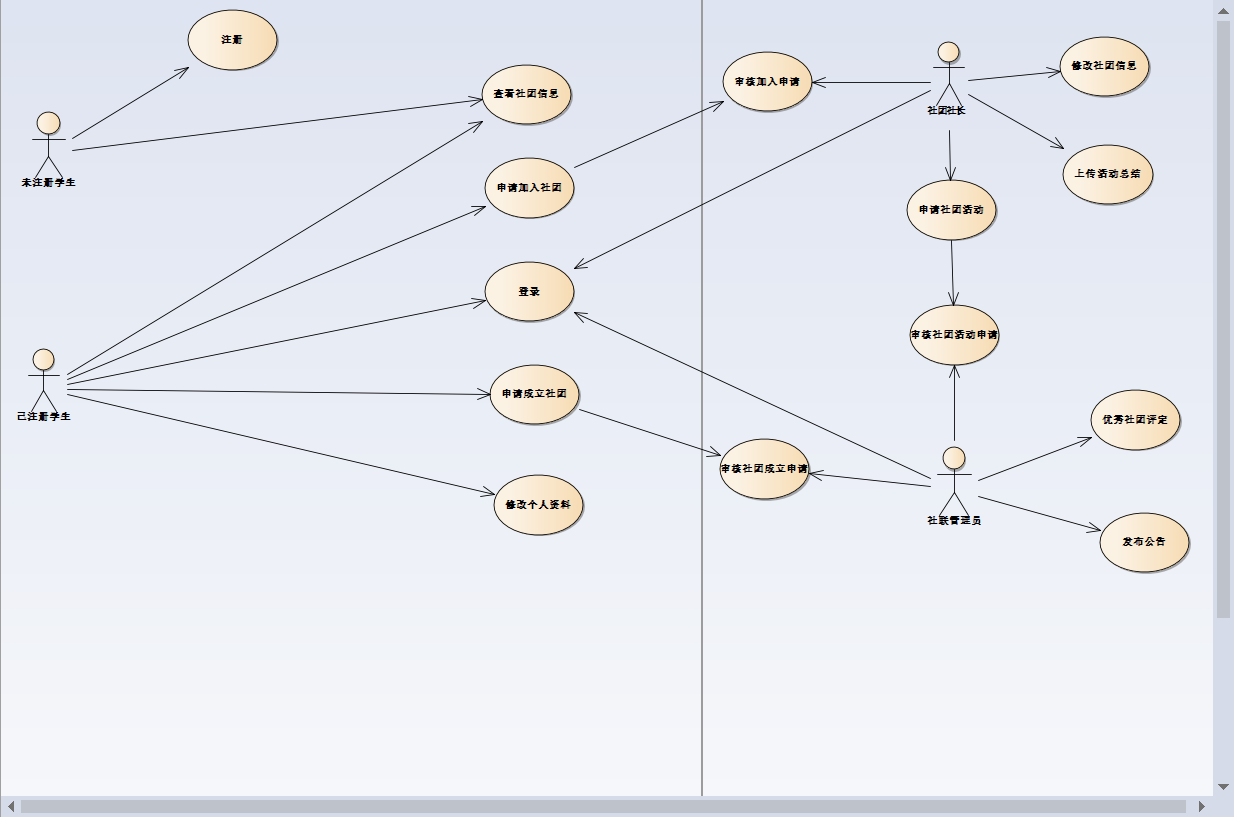 注册
查看社团信息
未注册学生
申请加入社团
登录
已注册学生
申请成立社团
修改个人资料
审核加入申请
社团社长
修改社团信息
上传活动总结
申请社团活动
审核社团活动申请
优秀社团评定
审核社团成立申请
社联管理员
发布公告